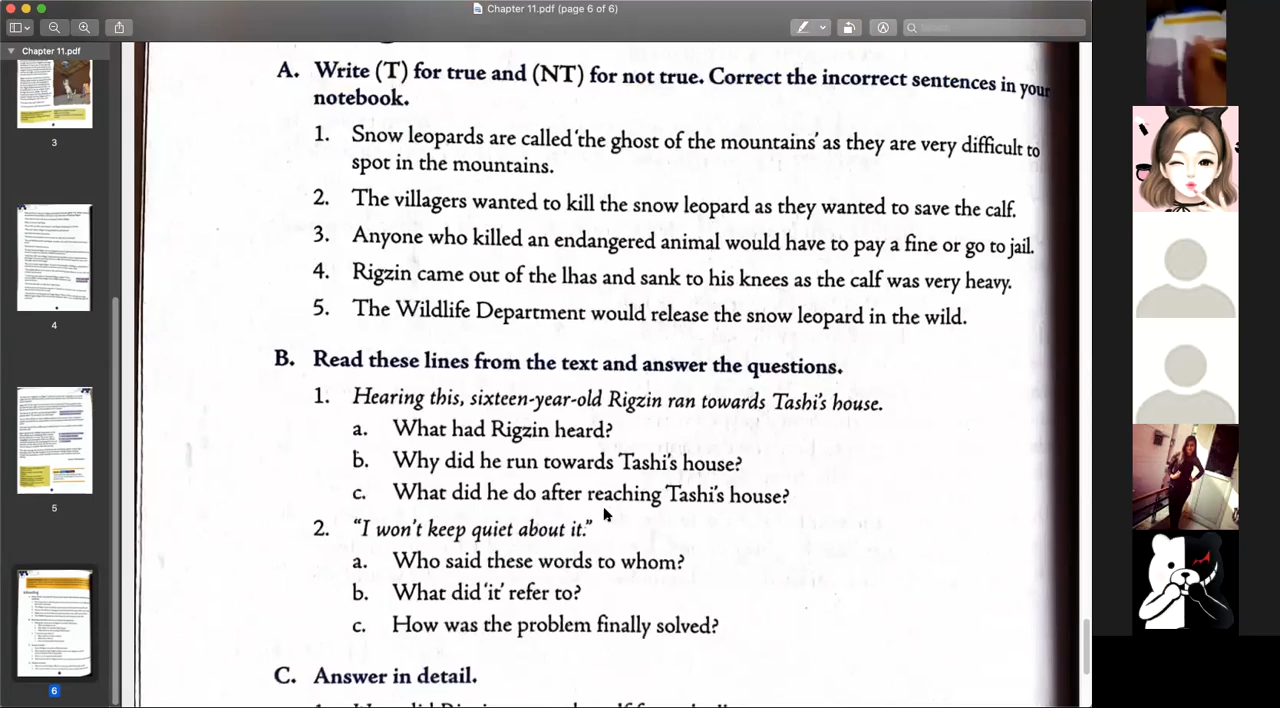 Chapter 11.pdf (page 6 of 6)
Search
Chapter 11.pdf
3
4
5
6
A. Write (T) for true and (NT) for not true. Correct the incorrect sentences in your
notebook.
1. Snow leopards are called 'the ghost of the mountains' as they are very difficult to
spot in the mountains.
2. The villagers wanted to kill the snow leopard as they wanted to save the calf.
3. Anyone who killed an endangered animal would have to pay a fine or go to jail.
4. Rigzin came out of the lhas and sank to his knees as the calf was very heavy.
5. The Wildlife Department would release the snow leopard in the wild.
B. Read these lines from the text and answer the questions.
1. Hearing this, sixteen-year-old Rigzin ran towards Tashi's house.
a. What had Rigzin heard?
b. Why did he run towards Tashi's house?
c. What did he do after reaching Tashi's house?
2. "I won't keep quiet about it."
a. Who said these words to whom?
b. What did 'it' refer to?
c. How was the problem finally solved?
C. Answer in detail.